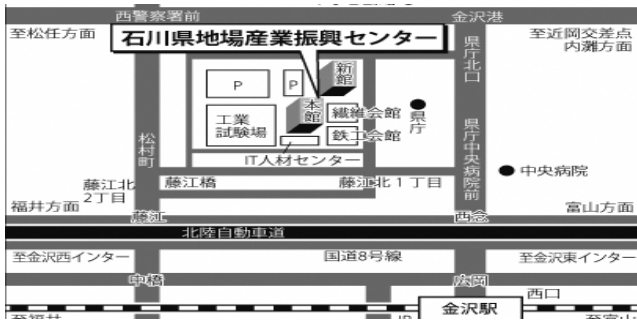 西警察署前
金沢港
至松任方面
石川県地場産業振興センター
至近岡交差点
内灘方面
県庁北口
P
P
新館
本館
工業
試験場
繊維会館
鉄工会館
県庁
松村町
IT人材センター
県庁中央病院前
中央病院
藤江北
2丁目
藤江橋
藤江北1丁目
福井方面
富山方面
藤江
西念
北陸自動車道
至金沢西インター
国道8号線
至金沢東インター
中橋
広岡
西口
金沢駅
至福井
JR
至富山